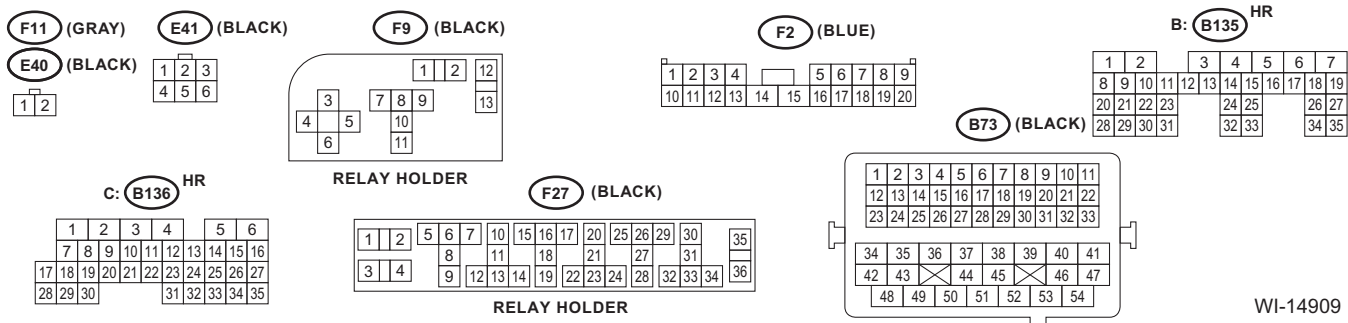 F11 (GRAY)
E40 (BLACK)
1 2
E41 (BLACK)
1 2 3
4 5 6
F9 (BLACK)
1 2 12
3 7 8 9 13
4 5 10
6 11
RELAY HOLDER
F2 (BLUE)
1 2 3 4 5 6 7 8 9
10 11 12 13 14 15 16 17 18 19 20
B: B135 HR
1 2 3 4 5 6 7
8 9 10 11 12 13 14 15 16 17 18 19
20 21 22 23 24 25 26 27
28 29 30 31 32 33 34 35
C: B136 HR
1 2 3 4 5 6
7 8 9 10 11 12 13 14 15 16
17 18 19 20 21 22 23 24 25 26 27
28 29 30 31 32 33 34 35
F27 (BLACK)
1 2 5 6 7 10 15 16 17 20 25 26 29 30 35
8 11 18 21 27 31
3 4 9 12 13 14 19 22 23 24 28 32 33 34 36
RELAY HOLDER
B73 (BLACK)
1 2 3 4 5 6 7 8 9 10 11
12 13 14 15 16 17 18 19 20 21 22
23 24 25 26 27 28 29 30 31 32 33
34 35 36 37 38 39 40 41
42 43 44 45 46 47
48 49 50 51 52 53 54
WI-14909